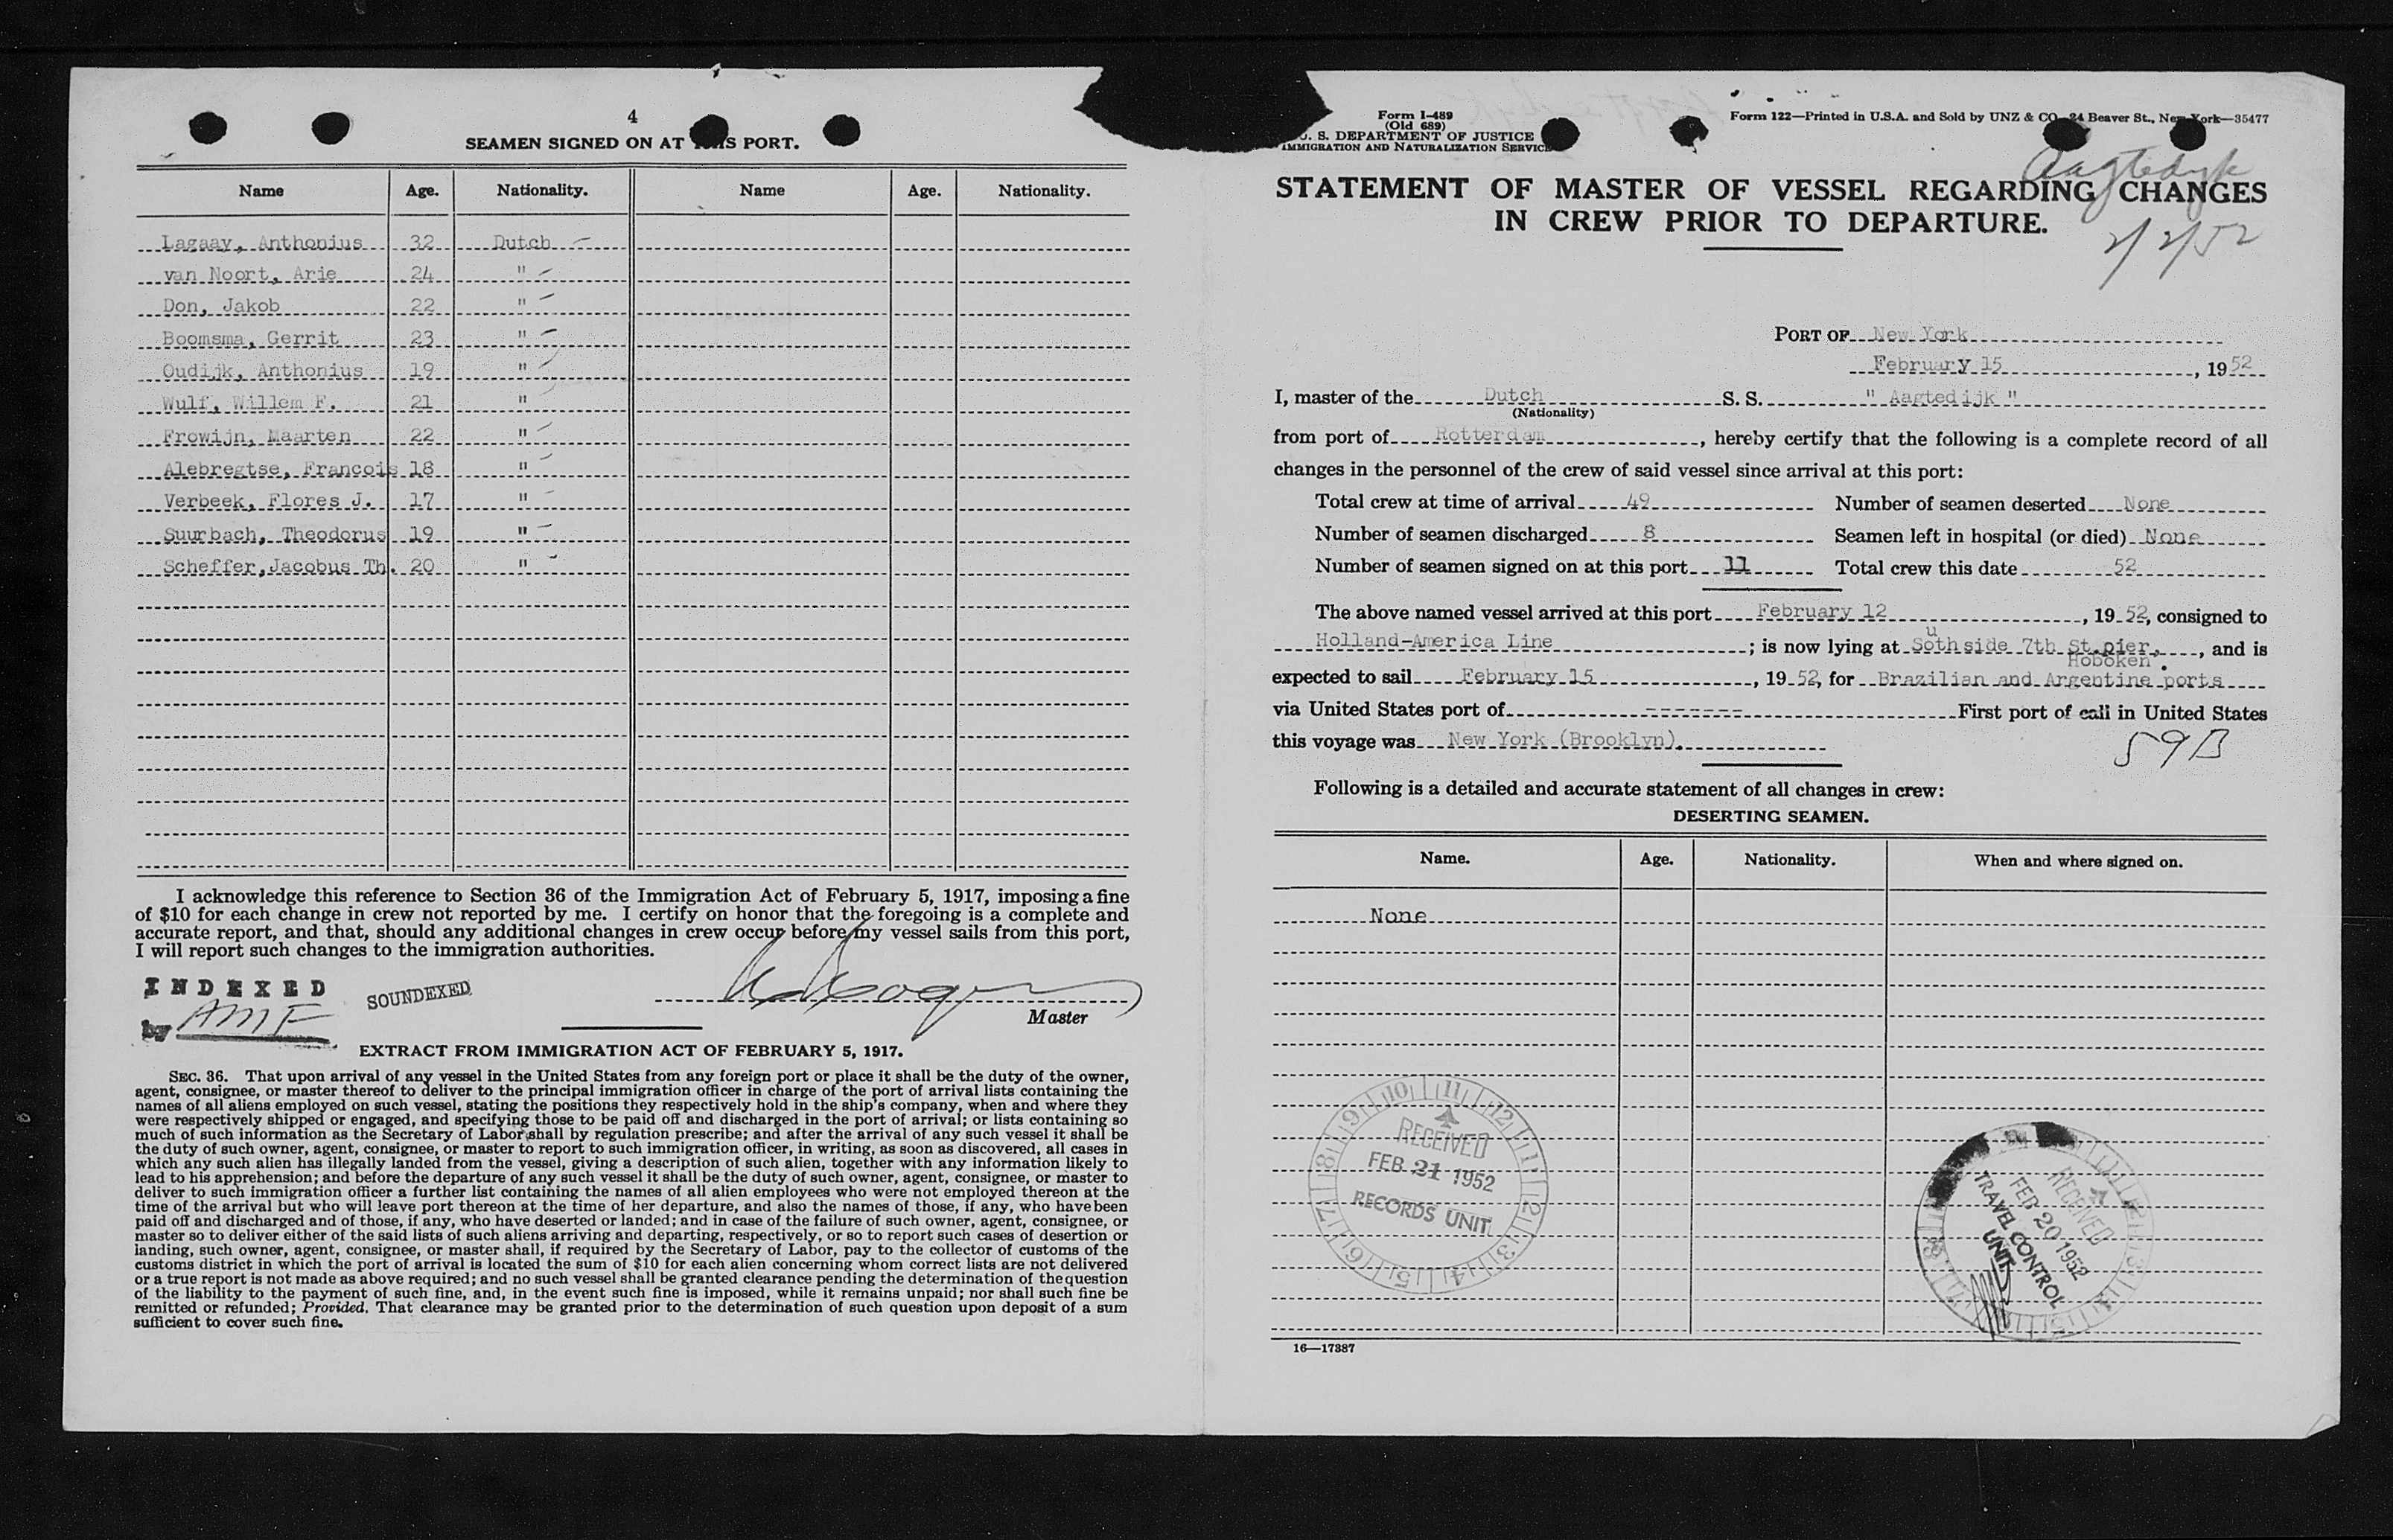 4
SEAMEN SIGNED ON AT THIS PORT.
Name Age. Nationality. Name Age. Nationality.
Lagaay, Anthonius 32 Dutch
van Noort, Arie 24 "
Don, Jakob 22 "
Boomsma, Gerrit 23 "
Oudijk, Anthonius 19 "
Wulf, Willem F. 21 "
Frowijn, Maarten 22 "
Alebregtse, Francois 18 "
Verbeek, Flores J. 17 "
Suurbach, Theodorus 19 "
Scheffer, Jacobus Th. 20 "
I acknowledge this reference to Section 36 of the Immigration Act of February 5, 1917, imposing a fine
of $10 for each change in crew not reported by me. I certify on honor that the foregoing is a complete and
accurate report, and that, should any additional changes in crew occur before my vessel sails from this port,
I will report such changes to the immigration authorities.
INDEXED
by AMF
SOUNDEXED
Master
EXTRACT FROM IMMIGRATION ACT OF FEBRUARY 5, 1917.
SEC. 36. That upon arrival of any vessel in the United States from any foreign port or place it shall be the duty of the owner,
agent, consignee, or master thereof to deliver to the principal immigration officer in charge of the port of arrival lists containing the
names of all aliens employed on such vessel, stating the positions they respectively hold in the ship's company, when and where they
were respectively shipped or engaged, and specifying those to be paid off and discharged in the port of arrival; or lists containing so
much of such information as the Secretary of Labor shall by regulation prescribe; and after the arrival of any such vessel it shall be
the duty of such owner, agent, consignee, or master to report to such immigration officer, in writing, as soon as discovered, all cases in
which any such alien has illegally landed from the vessel, giving a description of such alien, together with any information likely to
lead to his apprehension; and before the departure of any such vessel it shall be the duty of such owner, agent, consignee, or master to
deliver to such immigration officer a further list containing the names of all alien employees who were not employed thereon at the
time of the arrival but who will leave port thereon at the time of her departure, and also the names of those, if any, who have been
paid off and discharged and of those, if any, who have deserted or landed; and in case of the failure of such owner, agent, consignee, or
master so to deliver either of the said lists of such aliens arriving and departing, respectively, or so to report such cases of desertion or
landing, such owner, agent, consignee, or master shall, if required by the Secretary of Labor, pay to the collector of customs of the
customs district in which the port of arrival is located the sum of $10 for each alien concerning whom correct lists are not delivered
or a true report is not made as above required; and no such vessel shall be granted clearance pending the determination of the question
of the liability to the payment of such fine, and, in the event such fine is imposed, while it remains unpaid; nor shall such fine be
remitted or refunded; Provided, That clearance may be granted prior to the determination of such question upon deposit of a sum
sufficient to cover such fine.
Form I-489
(Old 689)
U. S. DEPARTMENT OF JUSTICE
IMMIGRATION AND NATURALIZATION SERVICE
Form 122—Printed in U.S.A. and Sold by UNZ & CO., 24 Beaver St., New York—35477
Aagtedyk
STATEMENT OF MASTER OF VESSEL REGARDING CHANGES
IN CREW PRIOR TO DEPARTURE.
2/2/52
PORT OF New York
February 15, 1952
I, master of the Dutch S. S. " Aagtedijk "
(Nationality)
from port of Rotterdam, hereby certify that the following is a complete record of all
changes in the personnel of the crew of said vessel since arrival at this port:
Total crew at time of arrival 49 Number of seamen deserted None
Number of seamen discharged 8 Seamen left in hospital (or died) None
Number of seamen signed on at this port 11 Total crew this date 52
The above named vessel arrived at this port February 12, 1952, consigned to
Holland-America Line; is now lying at Southside 7th St. pier, Hoboken., and is
expected to sail February 15, 1952, for Brazilian and Argentine ports
via United States port of ------- First port of call in United States
this voyage was New York (Brooklyn).
59B
Following is a detailed and accurate statement of all changes in crew:
DESERTING SEAMEN.
Name. Age. Nationality. When and where signed on.
None
RECEIVED
FEB 21 1952
RECORDS UNIT
RECEIVED
FEB 20 1952
TRAVEL CONTROL
UNIT
16—17387